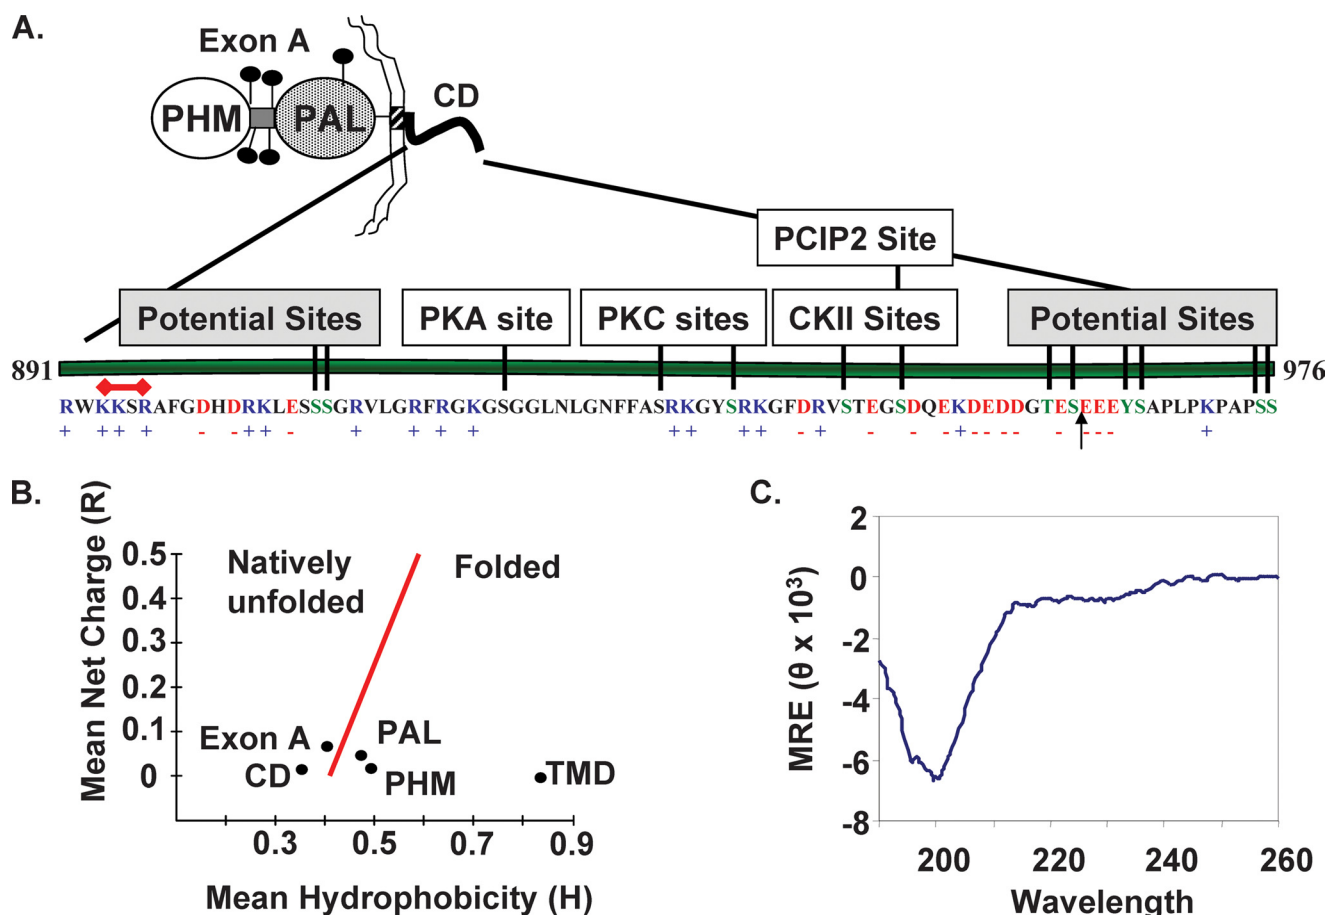 A.
Exon A
PHM
PAL
CD
PCIP2 Site
Potential Sites
PKA site
PKC sites
CKII Sites
Potential Sites
891
976
RWKKSRAFGDHDRKLESSSGRVLGRFRGKGSGGLNLGNFFASRKGYSRKGFDRVSTEGSDQEKDEDDGTESEEEYSAPLPKPAPSS
+ + + + - - + + - + + + + + + + + - + - - - + - - - - - - - - +
B.
Mean Net Charge (R)
0.5
0.4
0.3
0.2
0.1
0
Natively
unfolded
Folded
Exon A
PAL
CD
PHM
TMD
0.3 0.5 0.7 0.9
Mean Hydrophobicity (H)
C.
MRE (θ x 10³)
2
0
-2
-4
-6
-8
200 220 240 260
Wavelength